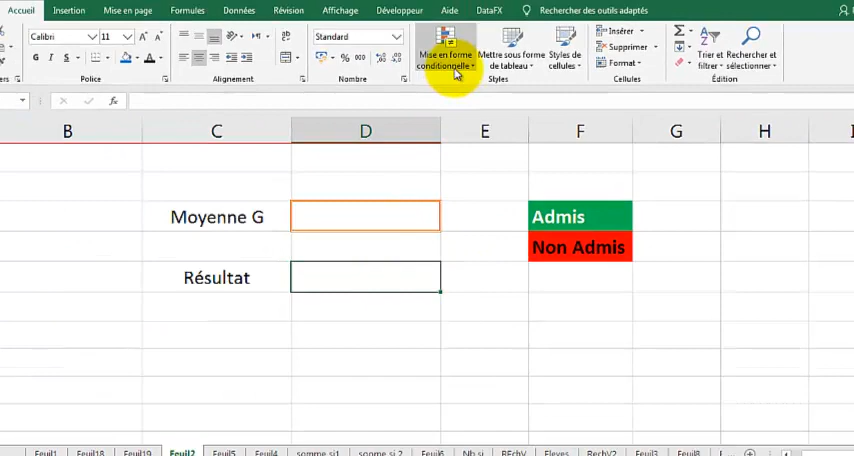 Accueil Insertion Mise en page Formules Données Révision Affichage Développeur Aide DataFX Rechercher des outils adaptés
Calibri 11 A A
Standard
Mise en forme conditionnelle
Mettre sous forme de tableau
Styles de cellules
Insérer
Supprimer
Format
Trier et filtrer
Rechercher et sélectionner
G I S
% 000
Police Alignement Nombre Styles Cellules Édition
fx
B C D E F G H
Moyenne G Admis
Non Admis
Résultat
Feuil1 Feuil18 Feuil19 Feuil2 Feuil5 Feuil4 somme.si1 Feuil6 Nb si REchV Eleves RechV2 Feuil3 Feuil8